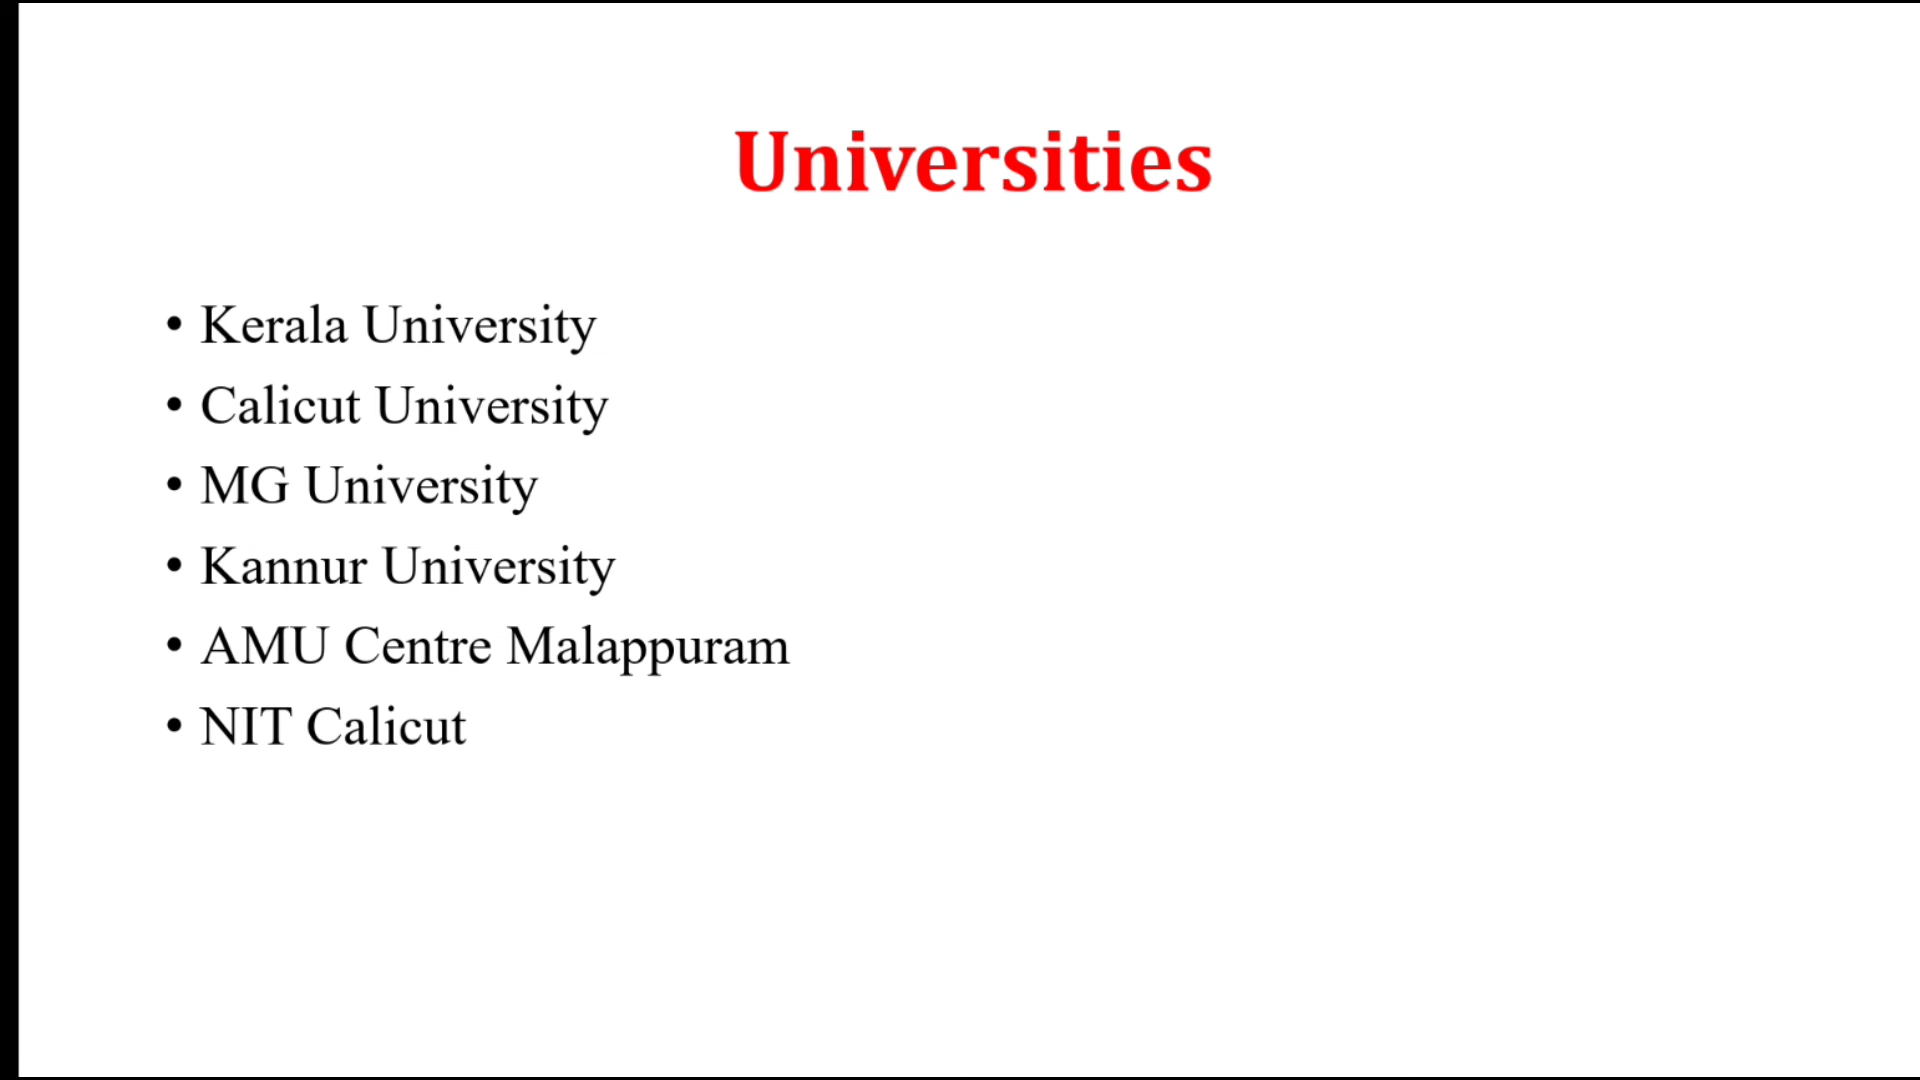 Universities
• Kerala University
• Calicut University
• MG University
• Kannur University
• AMU Centre Malappuram
• NIT Calicut